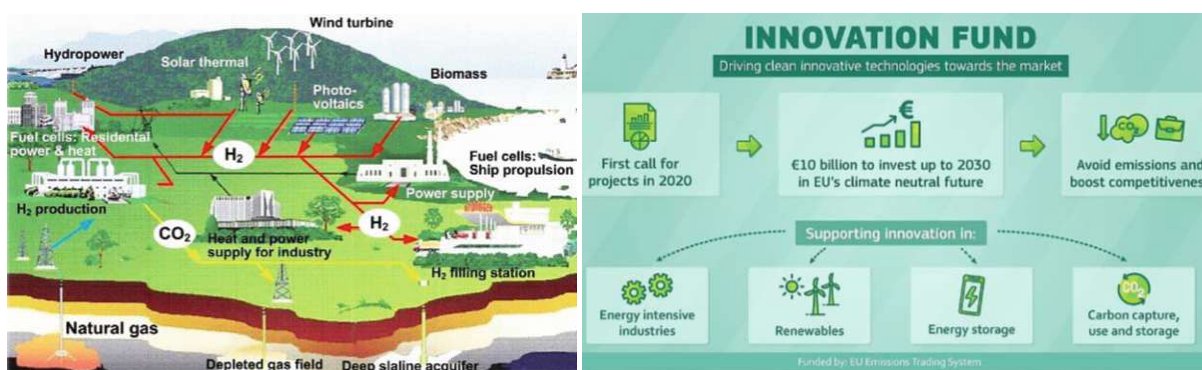 Wind turbine
Hydropower
Solar thermal
Biomass
Photo-
voltaics
Fuel cells: Residental
power & heat
H₂
Fuel cells:
Ship propulsion
Power supply
H₂ production
H₂
CO₂
Heat and power
supply for industry
H₂ filling station
Natural gas
Depleted gas field
Deep slaline acquifer
INNOVATION FUND
Driving clean innovative technologies towards the market
First call for
projects in 2020
€
€10 billion to invest up to 2030
in EU's climate neutral future
CO₂
Avoid emissions and
boost competitivenes
Supporting innovation in:
Energy intensive
industries
Renewables
Energy storage
CO₂
Carbon capture,
use and storage
Funded by: EU Emissions Trading System